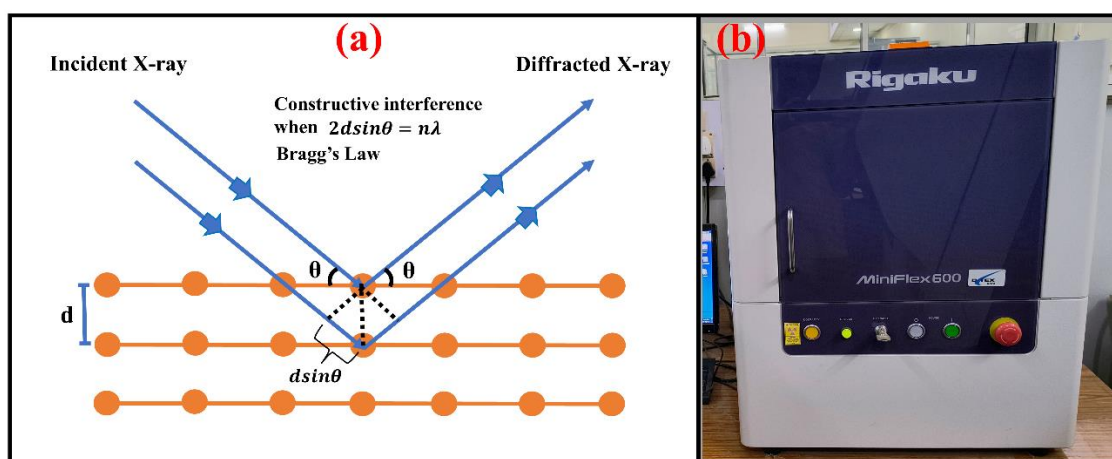 (a)
Incident X-ray
Diffracted X-ray
Constructive interference
when 2𝑑𝑠𝑖𝑛𝜃 = 𝑛𝜆
Bragg's Law
θ
θ
d
𝑑𝑠𝑖𝑛𝜃
(b)
Rigaku
MiniFlex600